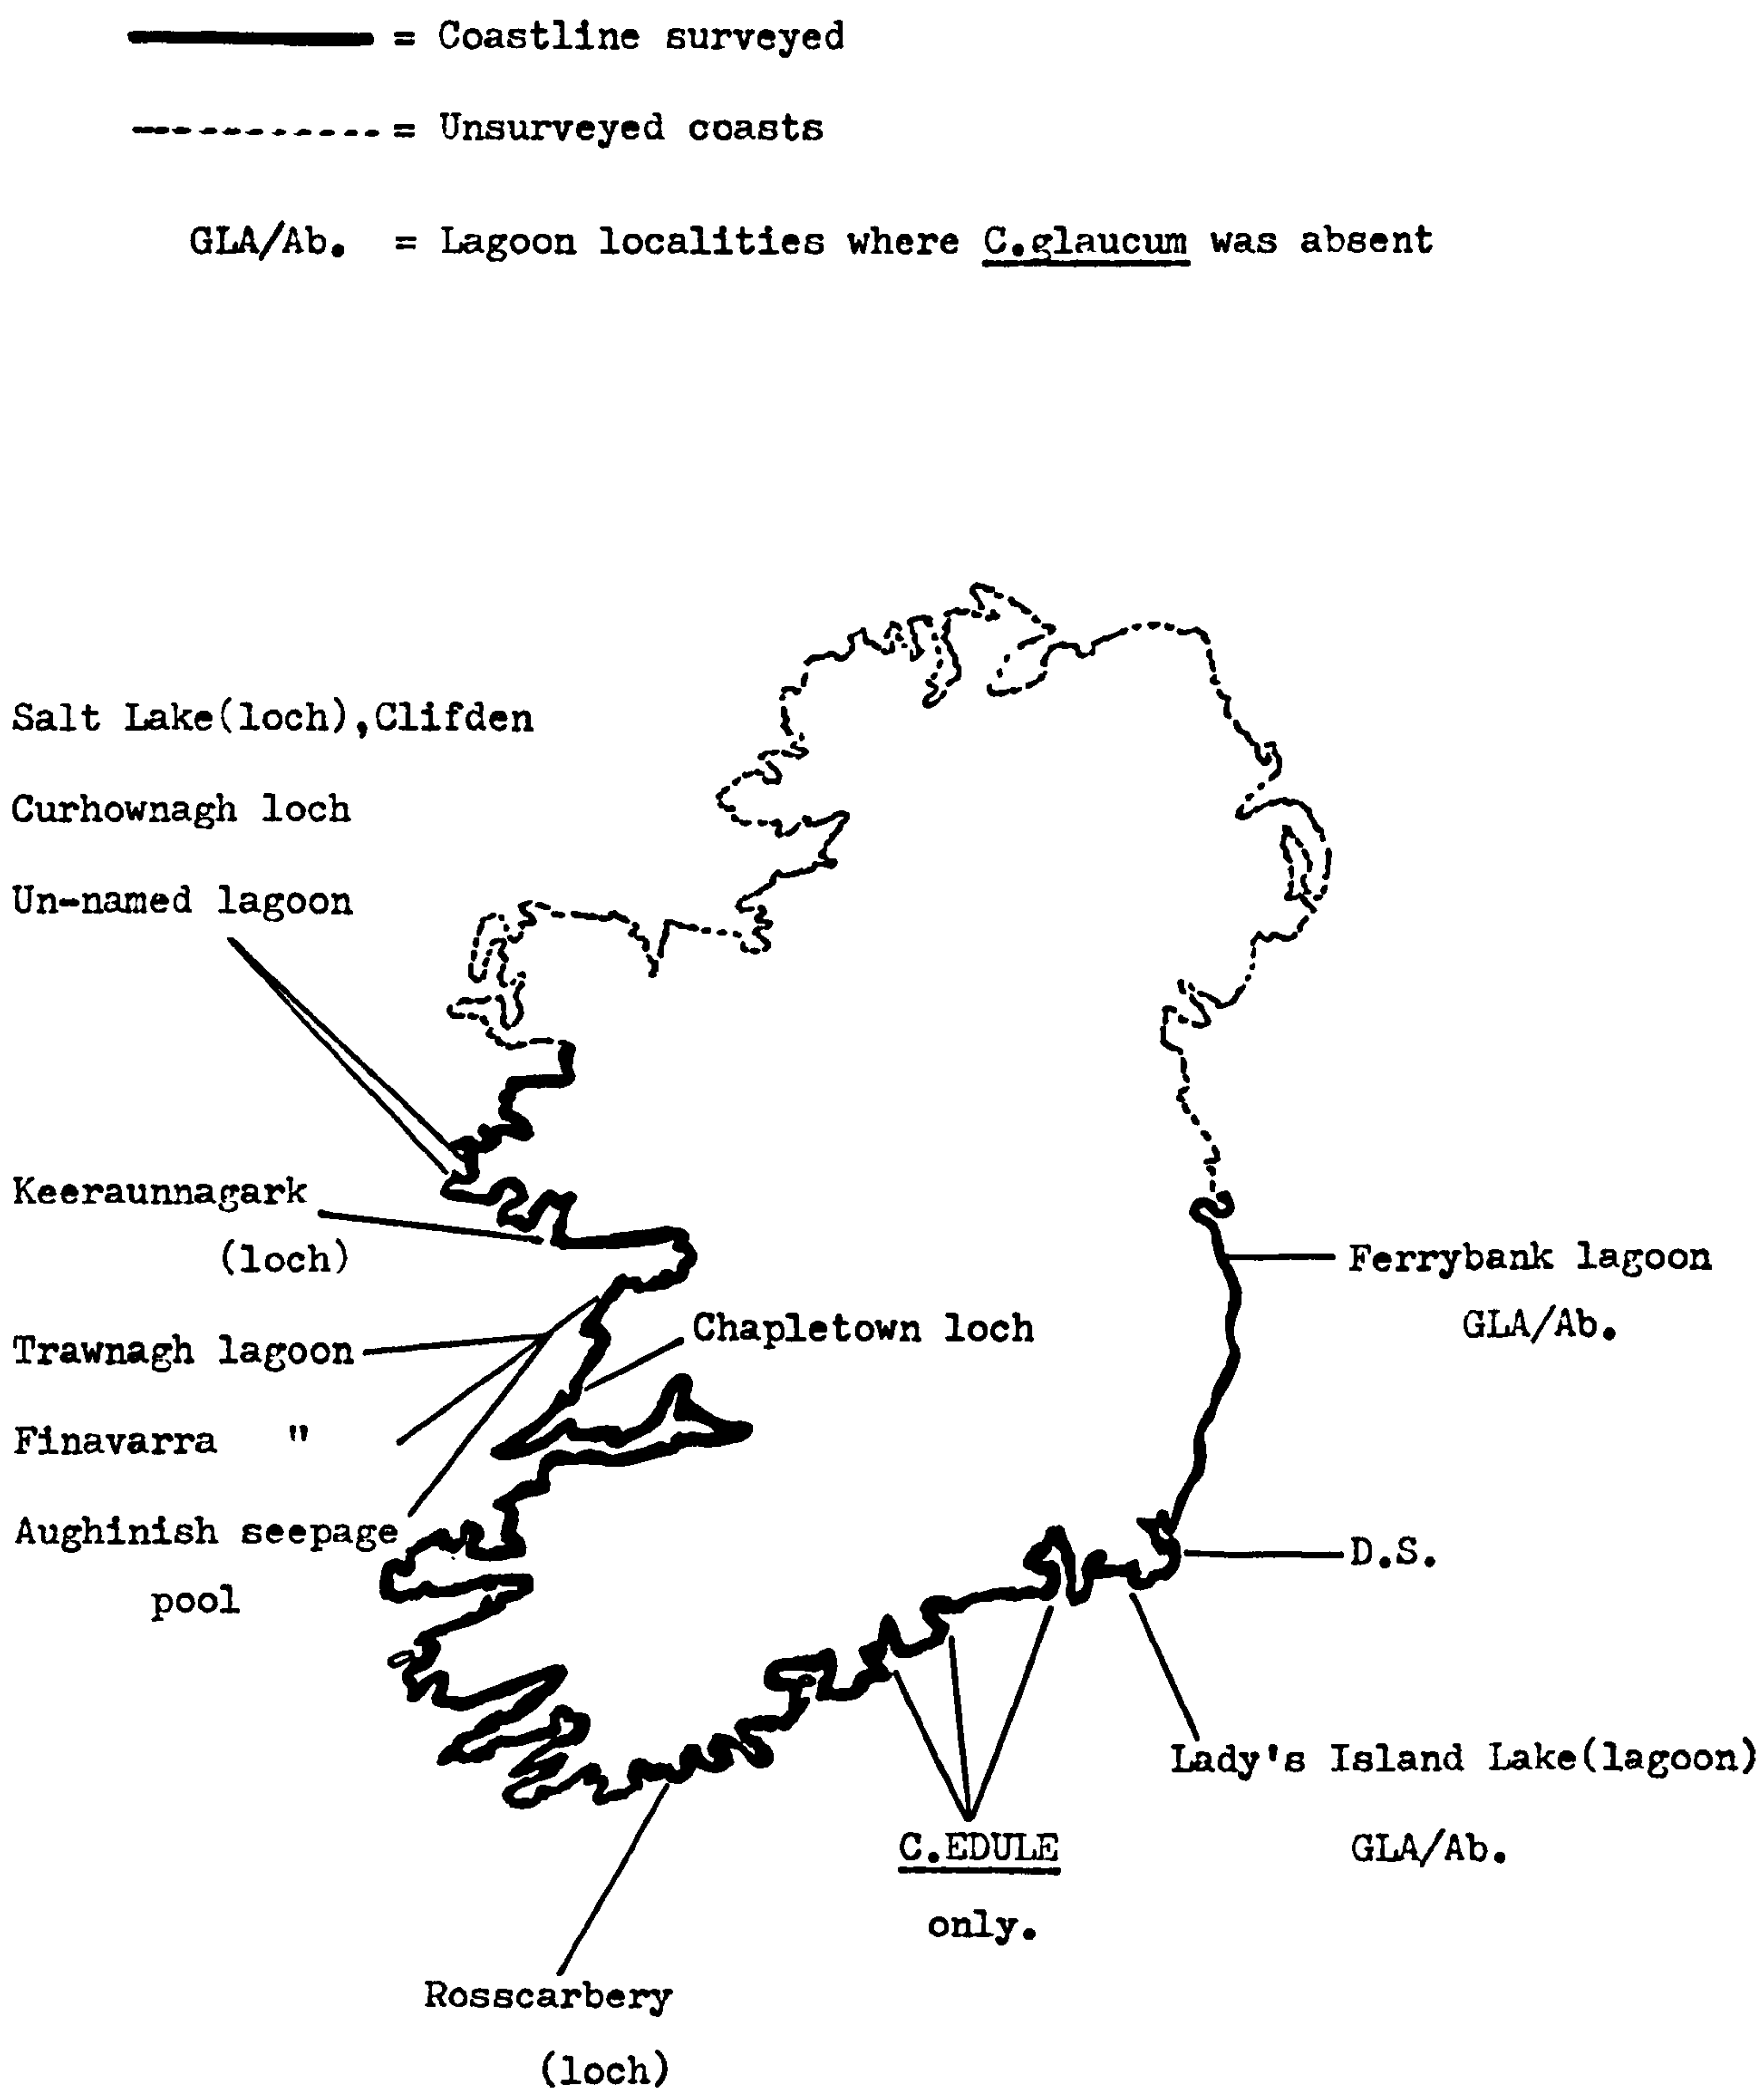 = Coastline surveyed
= Unsurveyed coasts
GLA/Ab. = Lagoon localities where C.glaucum was absent
Salt Lake(loch),Clifden
Curhownagh loch
Un-named lagoon
Keeraunnagark
(loch)
Ferrybank lagoon
GLA/Ab.
Chapletown loch
Trawnagh lagoon
Finavarra "
Aughinish seepage
pool
D.S.
Lady's Island Lake(lagoon)
GLA/Ab.
C.EDULE
only.
Rosscarbery
(loch)